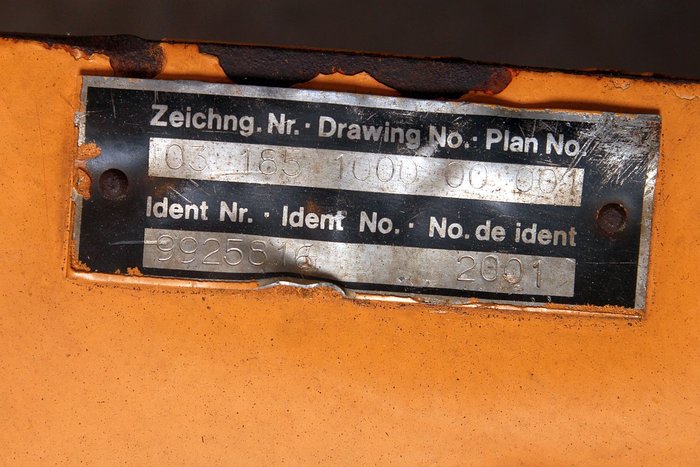 Zeichng. Nr. · Drawing No. · Plan No
03 185 1000 00 001
Ident Nr. · Ident No. · No. de ident
9925616 2001